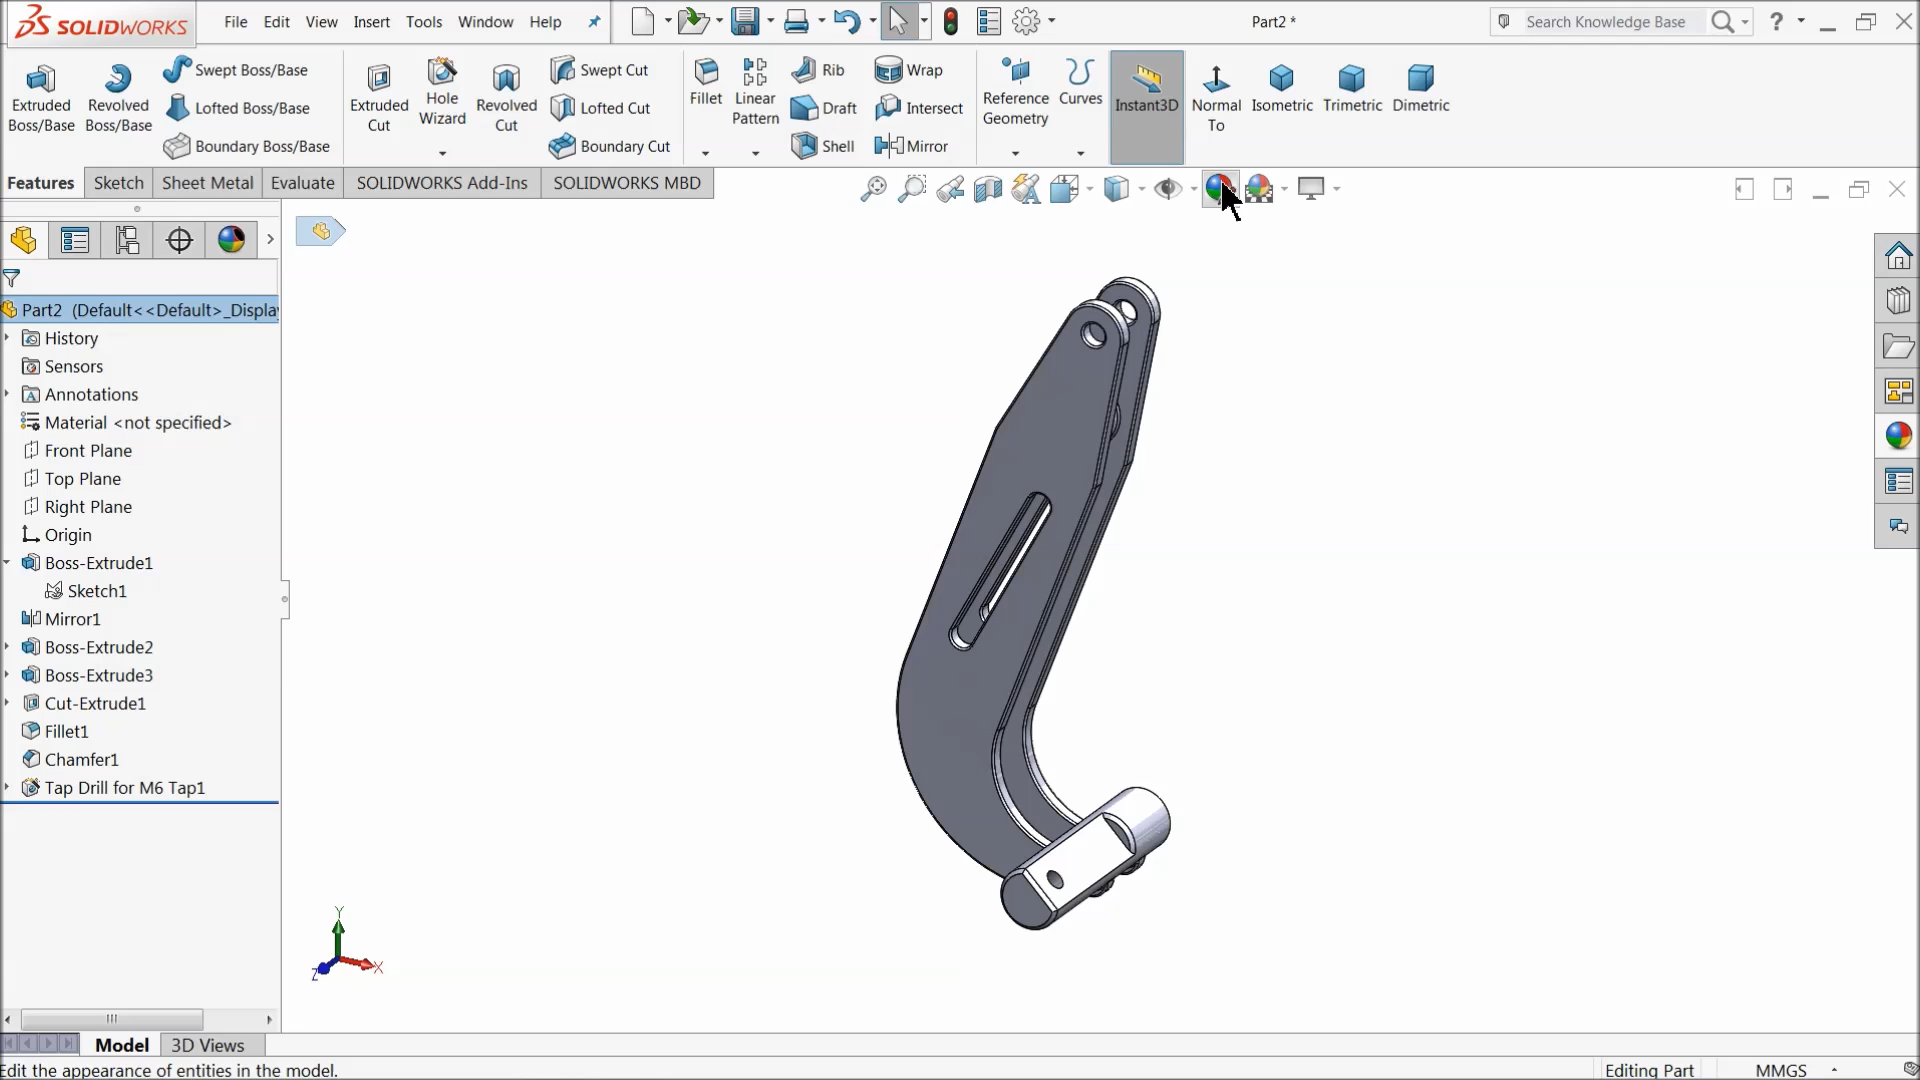 SOLIDWORKS
File Edit View Insert Tools Window Help
Part2 *
Search Knowledge Base
?
Extruded Boss/Base
Revolved Boss/Base
Swept Boss/Base
Lofted Boss/Base
Boundary Boss/Base
Extruded Cut
Hole Wizard
Revolved Cut
Swept Cut
Lofted Cut
Boundary Cut
Fillet
Linear Pattern
Rib
Draft
Shell
Wrap
Intersect
Mirror
Reference Geometry
Curves
Instant3D
Normal To
Isometric
Trimetric
Dimetric
Features Sketch Sheet Metal Evaluate SOLIDWORKS Add-Ins SOLIDWORKS MBD
Part2 (Default<<Default>_Display
History
Sensors
Annotations
Material <not specified>
Front Plane
Top Plane
Right Plane
Origin
Boss-Extrude1
Sketch1
Mirror1
Boss-Extrude2
Boss-Extrude3
Cut-Extrude1
Fillet1
Chamfer1
Tap Drill for M6 Tap1
Y
X
Z
Model 3D Views
Edit the appearance of entities in the model.
Editing Part
MMGS